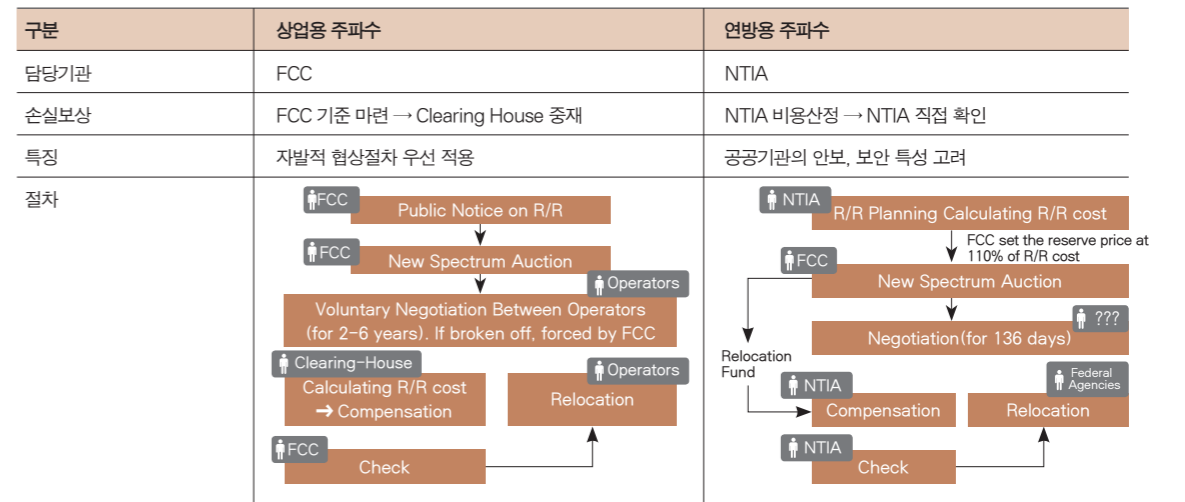 구분 상업용 주파수 연방용 주파수
담당기관 FCC NTIA
손실보상 FCC 기준 마련 → Clearing House 중재 NTIA 비용산정 → NTIA 직접 확인
특징 자발적 협상절차 우선 적용 공공기관의 안보, 보안 특성 고려
절차
FCC
Public Notice on R/R
FCC
New Spectrum Auction
Operators
Voluntary Negotiation Between Operators
(for 2-6 years). If broken off, forced by FCC
Clearing-House
Calculating R/R cost
➔ Compensation
Operators
Relocation
FCC
Check
NTIA
R/R Planning Calculating R/R cost
FCC set the reserve price at
110% of R/R cost
FCC
New Spectrum Auction
???
Negotiation(for 136 days)
Relocation
Fund
NTIA
Compensation
Federal
Agencies
Relocation
NTIA
Check